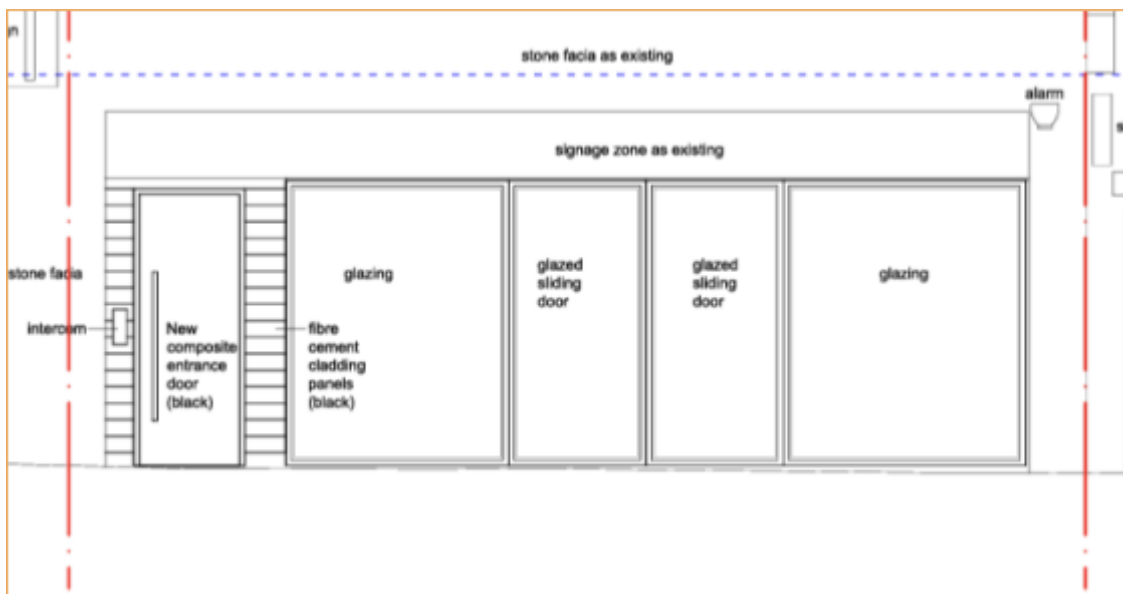 stone facia as existing
alarm
signage zone as existing
stone facia
glazing
glazed
sliding
door
glazed
sliding
door
glazing
intercom
New
composite
entrance
door
(black)
fibre
cement
cladding
panels
(black)